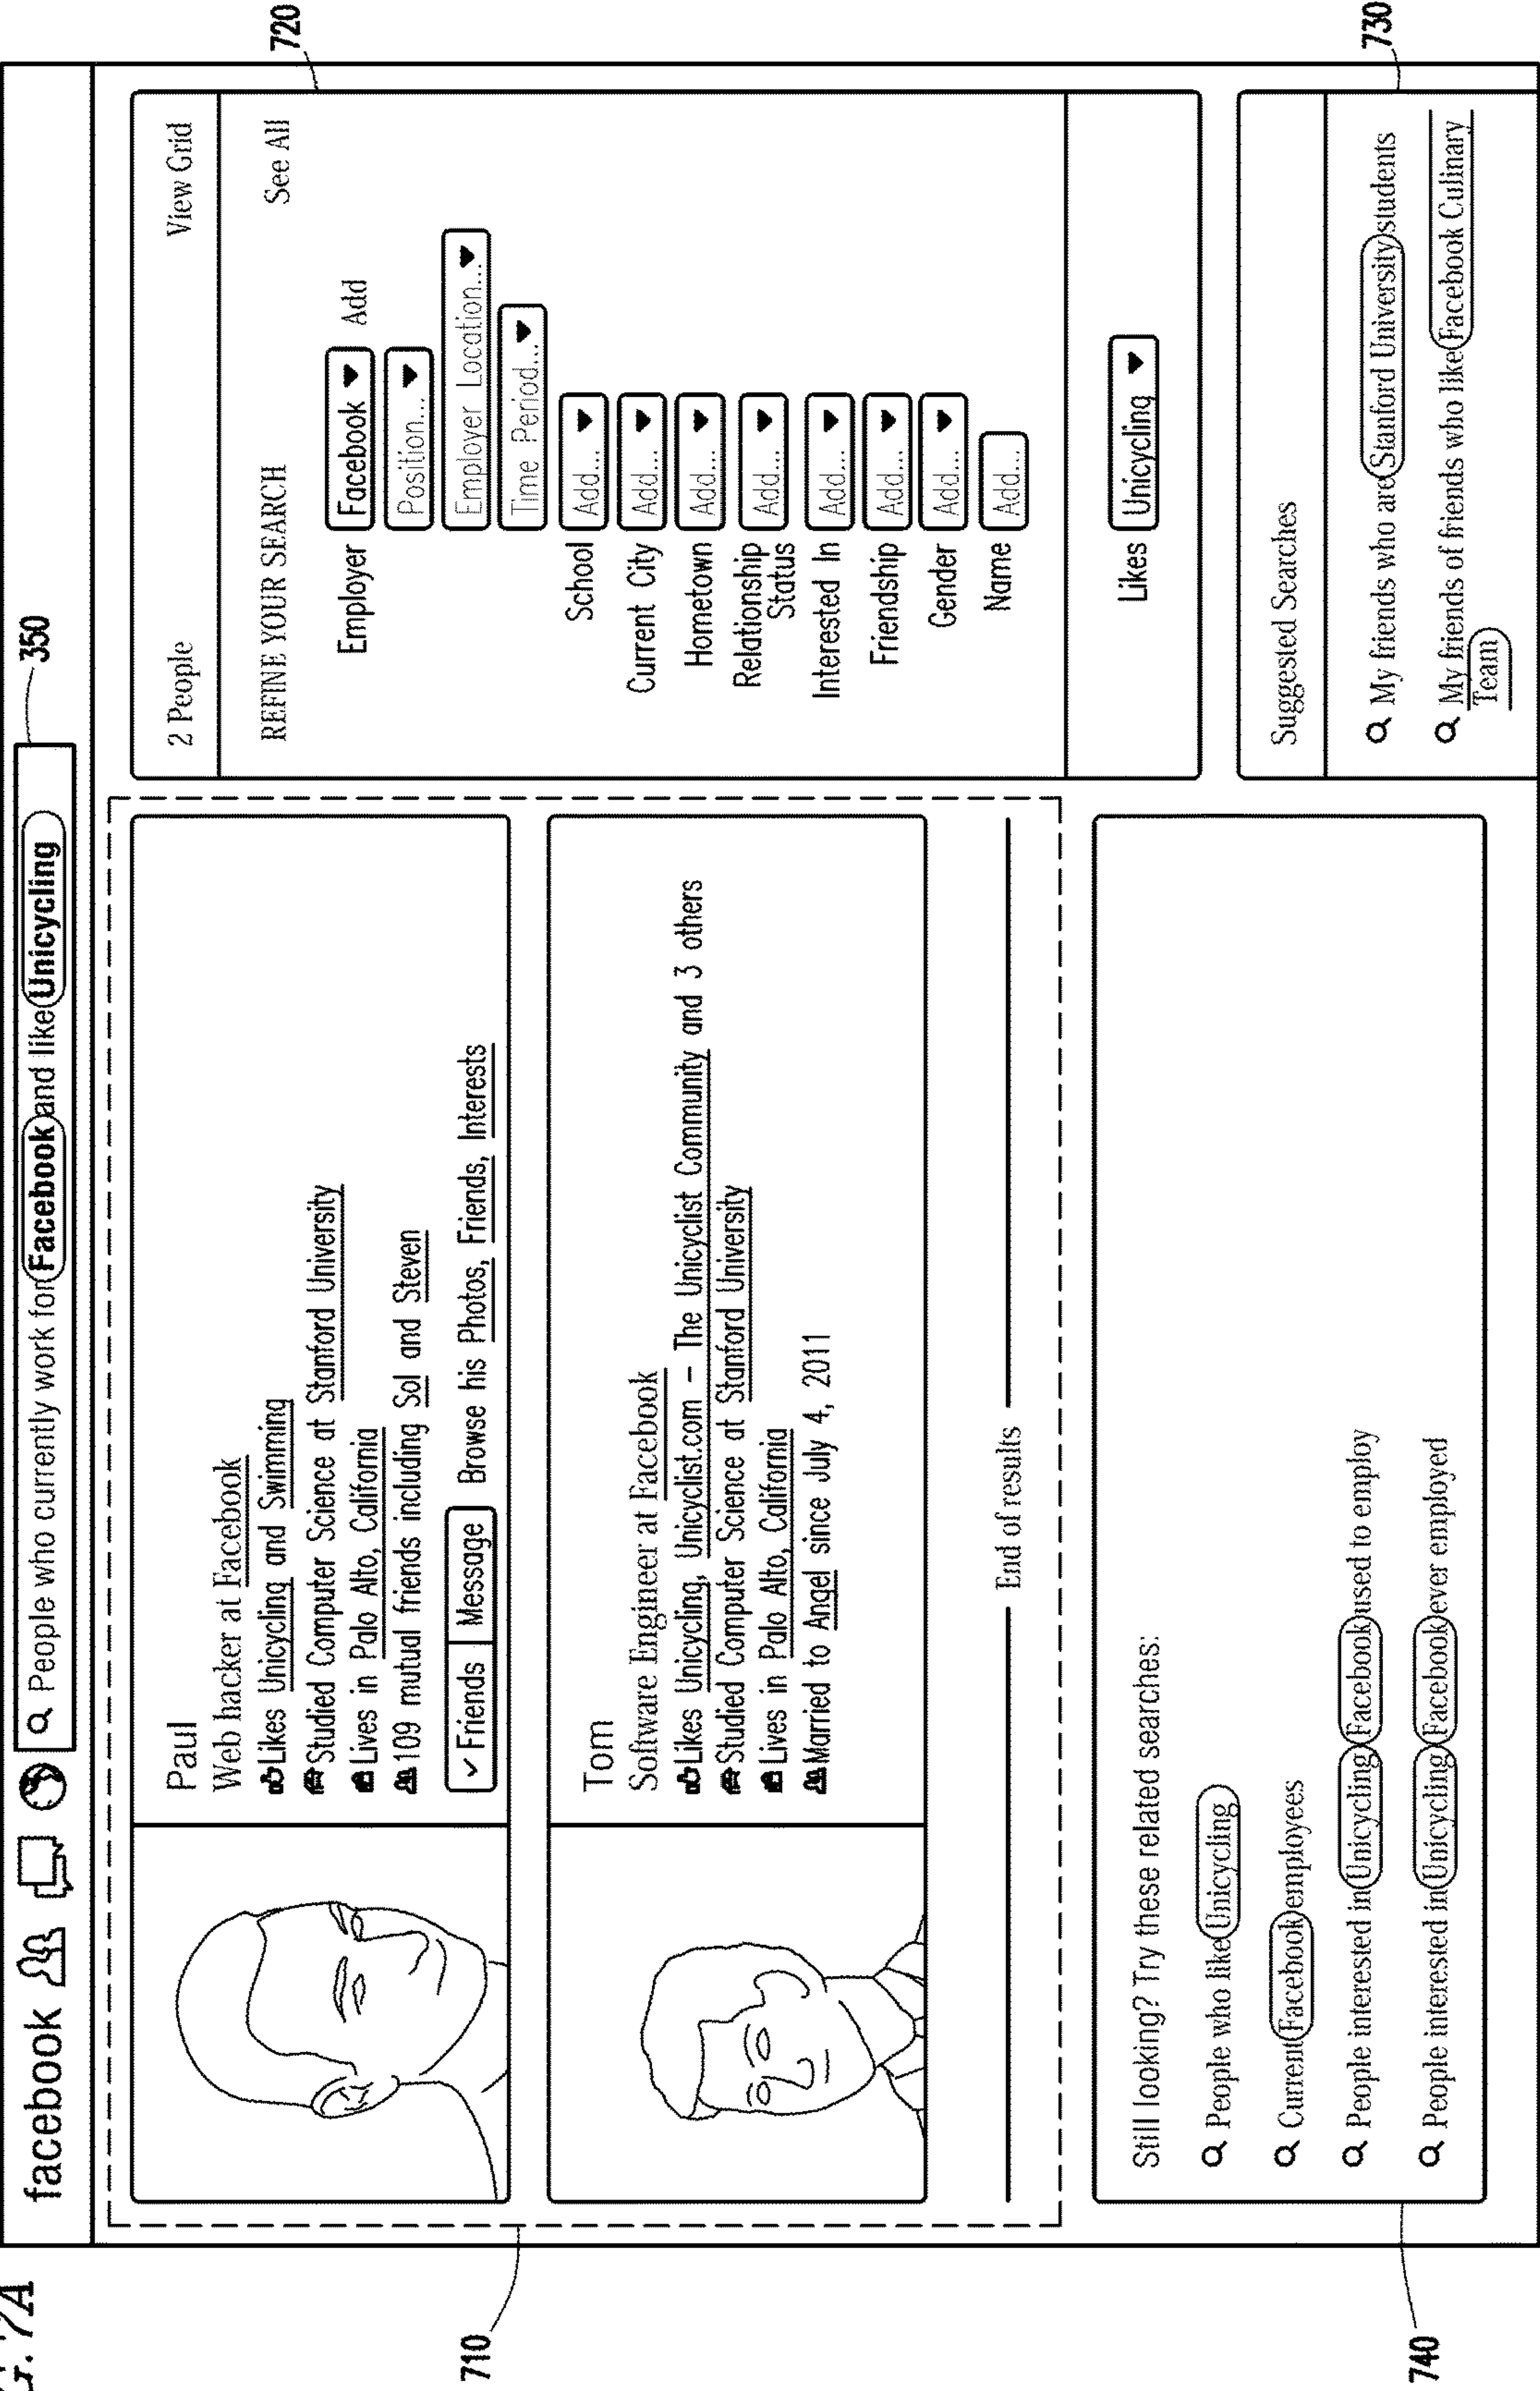 G. 7A
350
facebook
People who currently work for Facebook and like Unicycling
710
Paul
Web hacker at Facebook
Likes Unicycling and Swimming
Studied Computer Science at Stanford University
Lives in Palo Alto, California
109 mutual friends including Sol and Steven
✓ Friends Message Browse his Photos, Friends, Interests
Tom
Software Engineer at Facebook
Likes Unicycling, Unicyclist.com – The Unicyclist Community and 3 others
Studied Computer Science at Stanford University
Lives in Palo Alto, California
Married to Angel since July 4, 2011
End of results
720
2 People View Grid
REFINE YOUR SEARCH See All
Employer Facebook Add
Position...
Employer Location...
Time Period...
School Add...
Current City Add...
Hometown Add...
Relationship Status Add...
Interested In Add...
Friendship Add...
Gender Add...
Name Add...
Likes Unicycling
740
Still looking? Try these related searches:
People who like Unicycling
Current Facebook employees
People interested in Unicycling Facebook used to employ
People interested in Unicycling Facebook ever employed
730
Suggested Searches
My friends who are Stanford University students
My friends of friends who like Facebook Culinary
Team